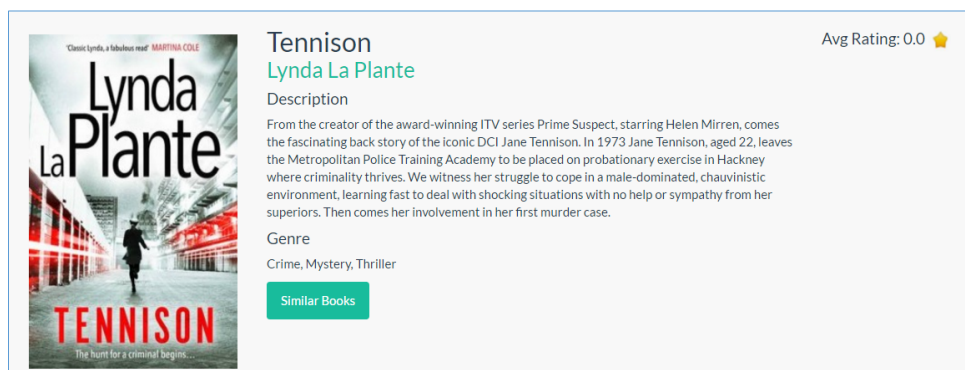 'Classic Lynda, a fabulous read' MARTINA COLE
Lynda
La Plante
TENNISON
The hunt for a criminal begins...
Tennison
Lynda La Plante
Avg Rating: 0.0
Description
From the creator of the award-winning ITV series Prime Suspect, starring Helen Mirren, comes
the fascinating back story of the iconic DCI Jane Tennison. In 1973 Jane Tennison, aged 22, leaves
the Metropolitan Police Training Academy to be placed on probationary exercise in Hackney
where criminality thrives. We witness her struggle to cope in a male-dominated, chauvinistic
environment, learning fast to deal with shocking situations with no help or sympathy from her
superiors. Then comes her involvement in her first murder case.
Genre
Crime, Mystery, Thriller
Similar Books